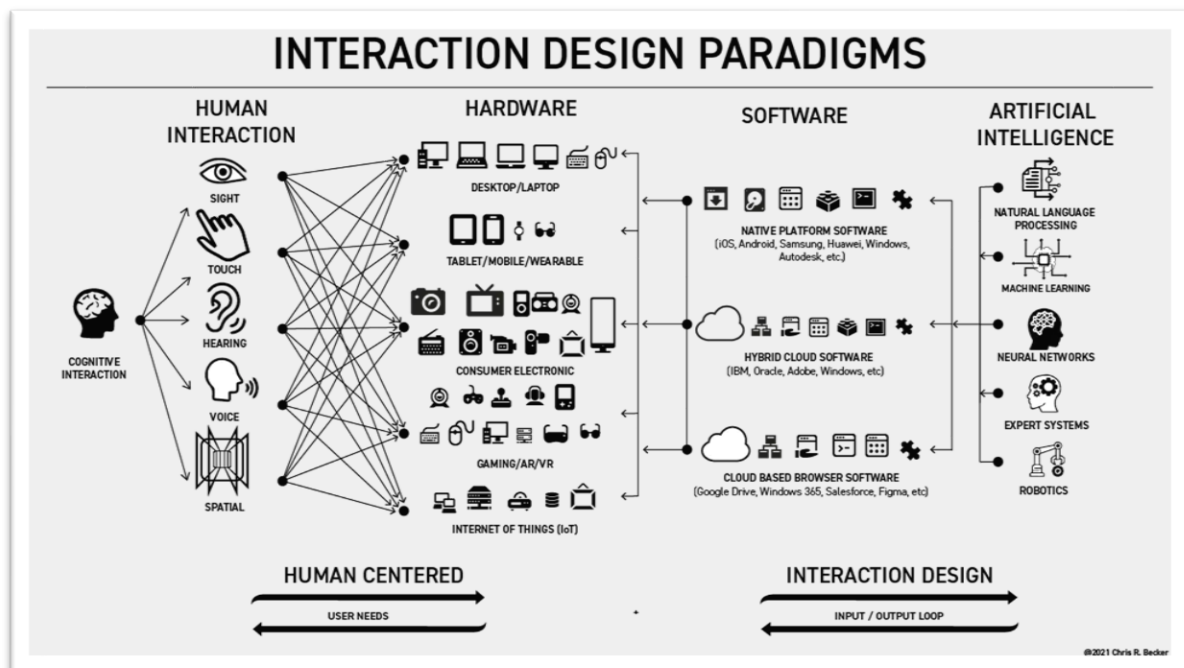 INTERACTION DESIGN PARADIGMS
HUMAN
INTERACTION
HARDWARE
SOFTWARE
ARTIFICIAL
INTELLIGENCE
COGNITIVE
INTERACTION
SIGHT
TOUCH
HEARING
VOICE
SPATIAL
DESKTOP/LAPTOP
TABLET/MOBILE/WEARABLE
CONSUMER ELECTRONIC
GAMING/AR/VR
INTERNET OF THINGS (IoT)
NATIVE PLATFORM SOFTWARE
(iOS, Android, Samsung, Huawei, Windows,
Autodesk, etc.)
HYBRID CLOUD SOFTWARE
(IBM, Oracle, Adobe, Windows, etc)
CLOUD BASED BROWSER SOFTWARE
(Google Drive, Windows 365, Salesforce, Figma, etc)
NATURAL LANGUAGE
PROCESSING
MACHINE LEARNING
NEURAL NETWORKS
EXPERT SYSTEMS
ROBOTICS
HUMAN CENTERED
USER NEEDS
INTERACTION DESIGN
INPUT / OUTPUT LOOP
@2021 Chris R. Becker